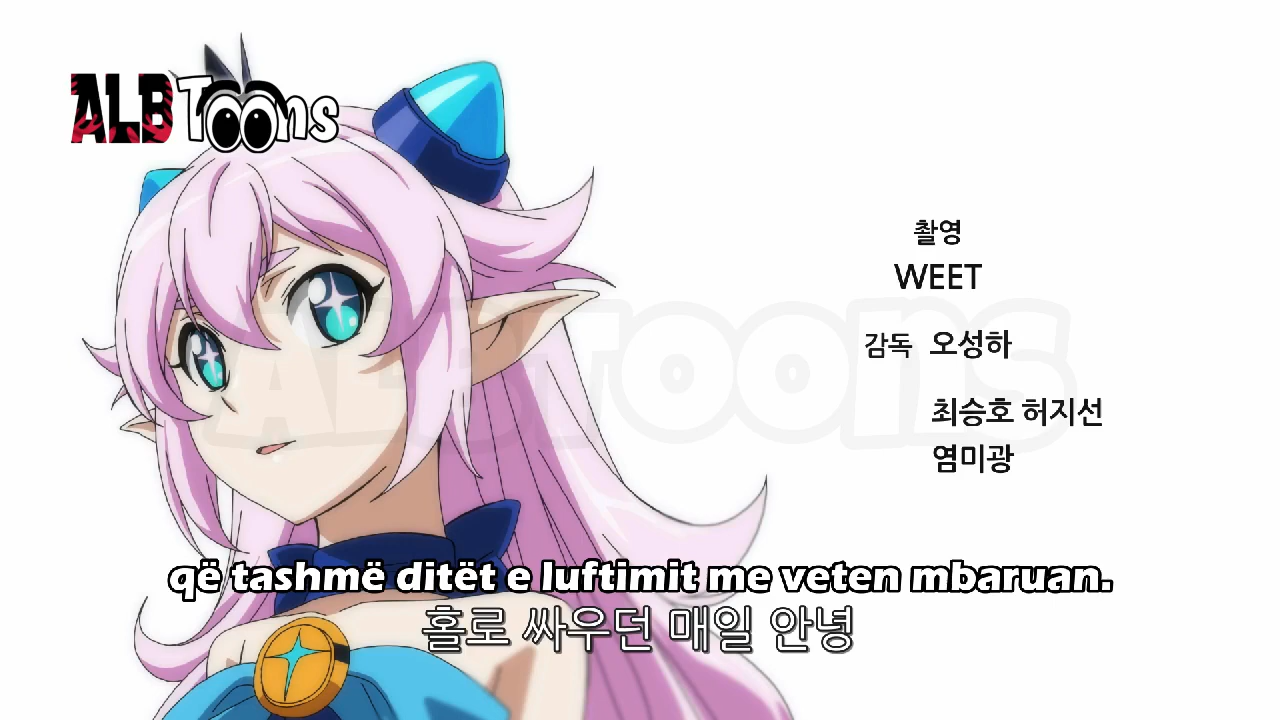 ALBToons
촬영
WEET
감독 오성하
최승호 허지선
염미광
ALBToons
që tashmë ditët e luftimit me veten mbaruan.
홀로 싸우던 매일 안녕